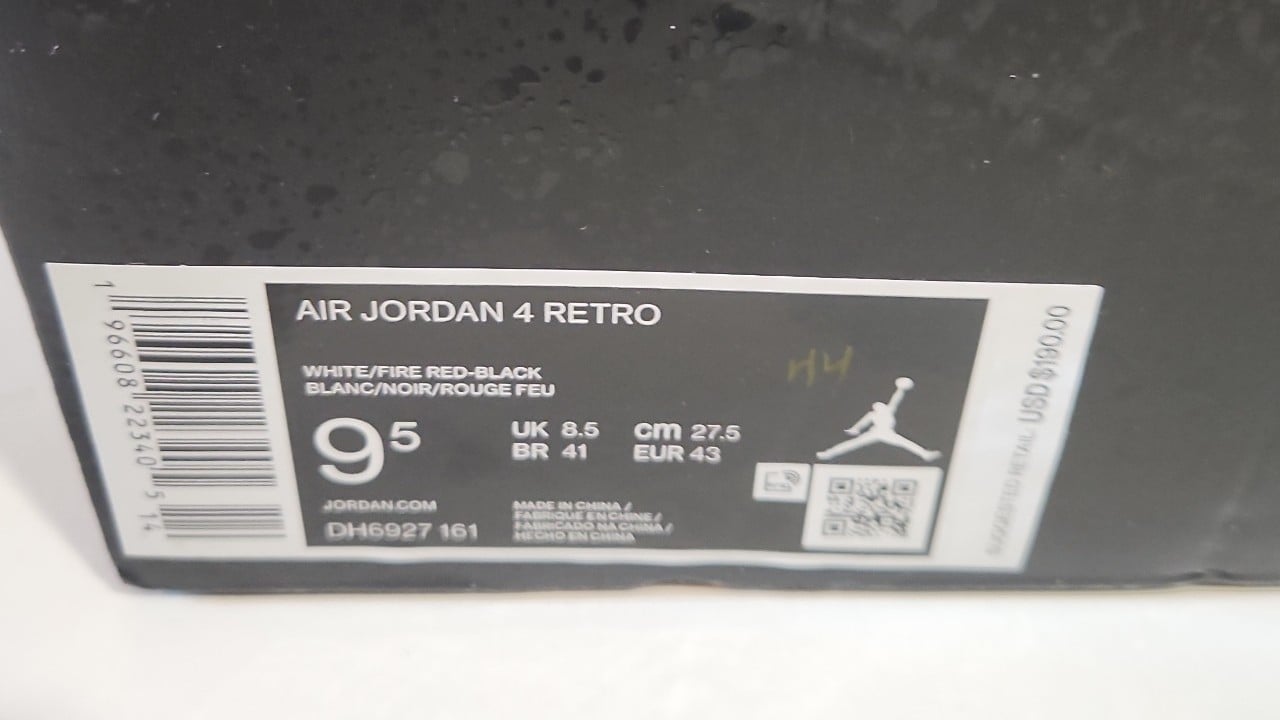 AIR JORDAN 4 RETRO
WHITE/FIRE RED-BLACK
BLANC/NOIR/ROUGE FEU
H4
9⁵
UK 8.5
BR 41
cm 27.5
EUR 43
JORDAN.COM
DH6927 161
MADE IN CHINA /
FABRIQUE EN CHINE /
FABRICADO NA CHINA /
HECHO EN CHINA
1 96608 22340 5 14
SUGGESTED RETAIL USD $190.00